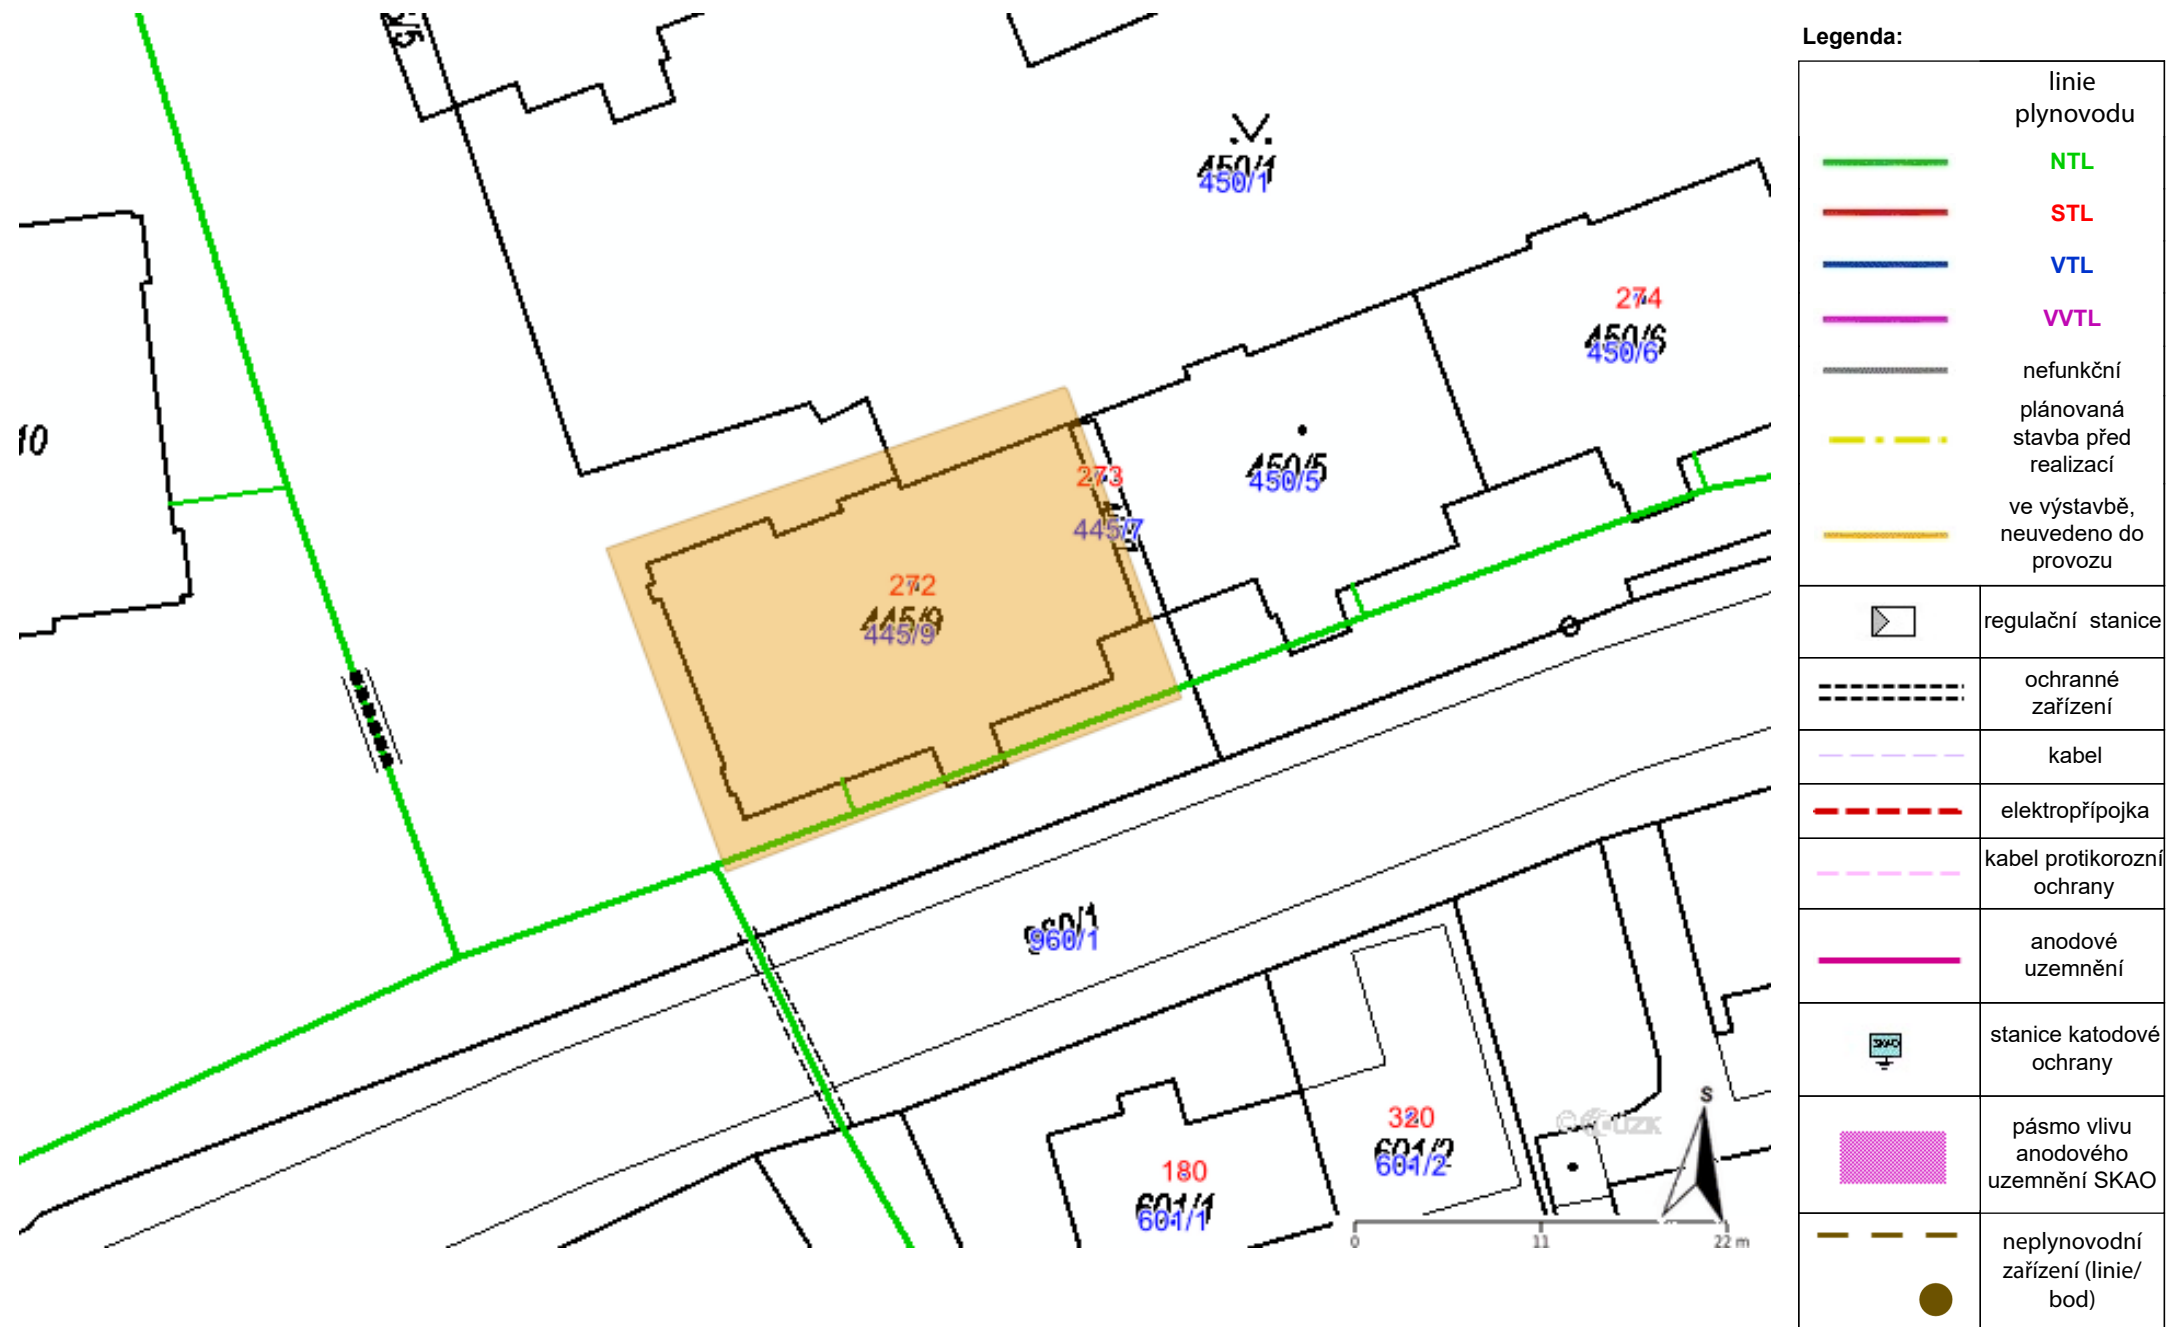 /5
450/1
450/1
274
450/6
450/6
10
273
450/5
450/5
445/7
272
445/9
445/9
960/1
960/1
320
601/2
601/2
180
601/1
601/1
S
0 11 22 m
Legenda:
linie
plynovodu
NTL
STL
VTL
VVTL
nefunkční
plánovaná
stavba před
realizací
ve výstavbě,
neuvedeno do
provozu
regulační stanice
ochranné
zařízení
kabel
elektropřípojka
kabel protikorozní
ochrany
anodové
uzemnění
SKAO
stanice katodové
ochrany
pásmo vlivu
anodového
uzemnění SKAO
neplynovodní
zařízení (linie/
bod)